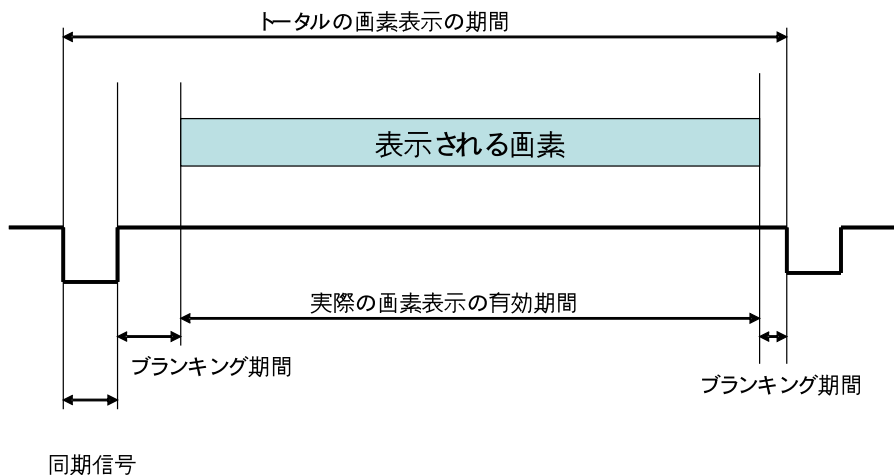 トータルの画素表示の期間
表示される画素
実際の画素表示の有効期間
ブランキング期間
ブランキング期間
同期信号